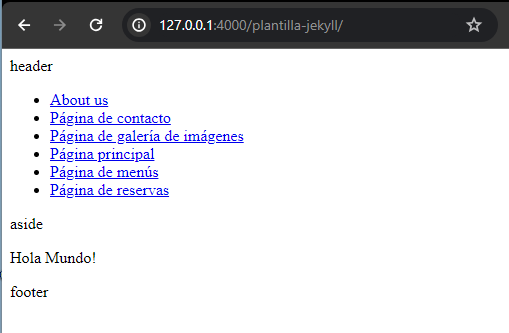 127.0.0.1:4000/plantilla-jekyll/
header
About us
Página de contacto
Página de galería de imágenes
Página principal
Página de menús
Página de reservas
aside
Hola Mundo!
footer